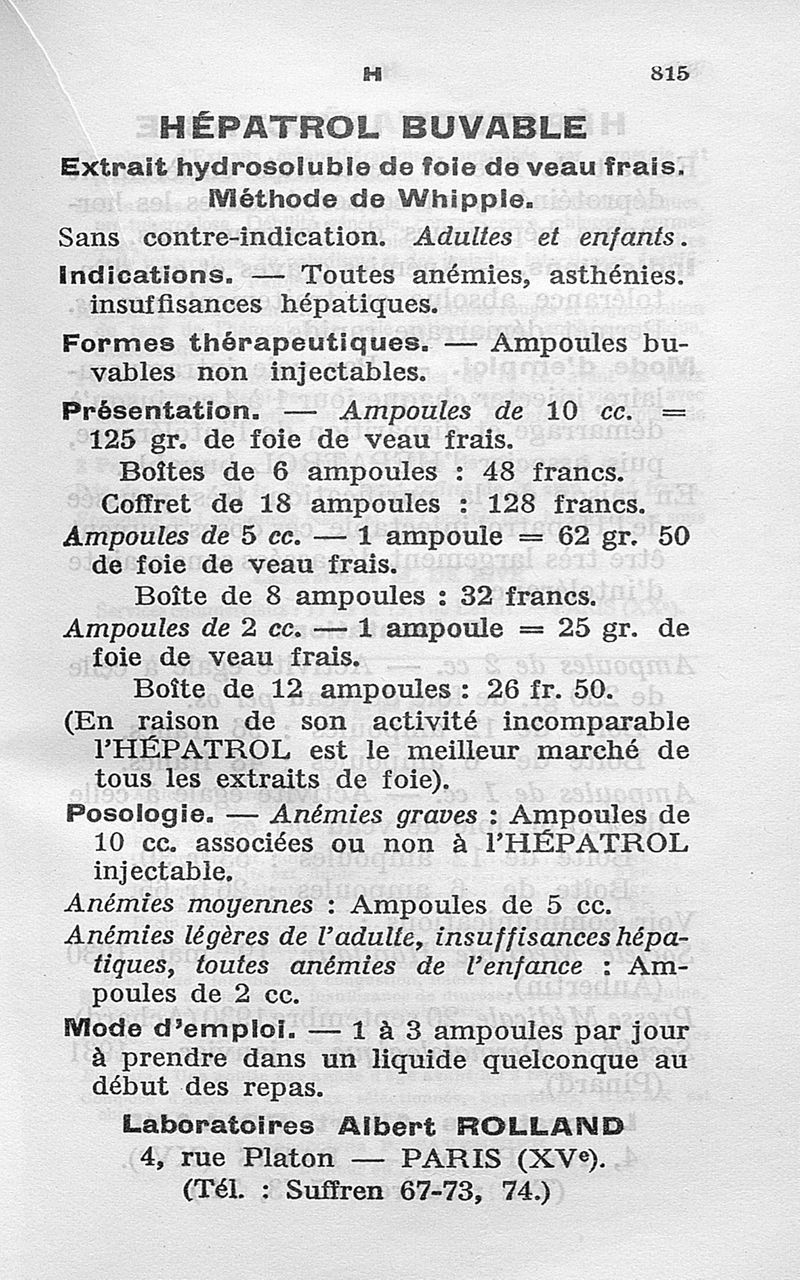 H 815
HÉPATROL BUVABLE
Extrait hydrosoluble de foie de veau frais.
Méthode de Whipple.
Sans contre-indication. Adultes et enfants.
Indications. — Toutes anémies, asthénies.
insuffisances hépatiques.
Formes thérapeutiques. — Ampoules bu-
vables non injectables.
Présentation. — Ampoules de 10 cc. =
125 gr. de foie de veau frais.
Boîtes de 6 ampoules : 48 francs.
Coffret de 18 ampoules : 128 francs.
Ampoules de 5 cc. — 1 ampoule = 62 gr. 50
de foie de veau frais.
Boîte de 8 ampoules : 32 francs.
Ampoules de 2 cc. — 1 ampoule = 25 gr. de
foie de veau frais.
Boîte de 12 ampoules : 26 fr. 50.
(En raison de son activité incomparable
l'HÉPATROL est le meilleur marché de
tous les extraits de foie).
Posologie. — Anémies graves : Ampoules de
10 cc. associées ou non à l'HÉPATROL
injectable.
Anémies moyennes : Ampoules de 5 cc.
Anémies légères de l'adulte, insuffisances hépa-
tiques, toutes anémies de l'enfance : Am-
poules de 2 cc.
Mode d'emploi. — 1 à 3 ampoules par jour
à prendre dans un liquide quelconque au
début des repas.
Laboratoires Albert ROLLAND
4, rue Platon — PARIS (XVe).
(Tél. : Suffren 67-73, 74.)